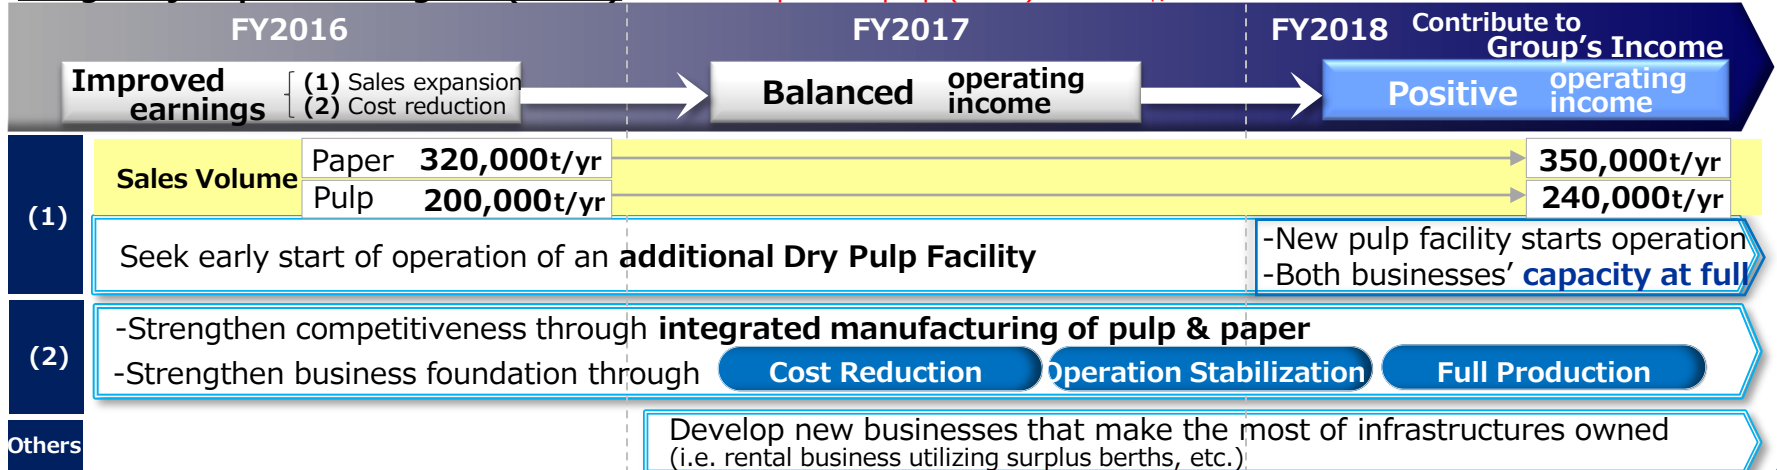 FY2016
FY2017
FY2018 Contribute to
Group's Income
Improved
earnings
(1) Sales expansion
(2) Cost reduction
Balanced operating
income
Positive operating
income
(1)
Sales Volume
Paper 320,000t/yr
350,000t/yr
Pulp 200,000t/yr
240,000t/yr
Seek early start of operation of an additional Dry Pulp Facility
-New pulp facility starts operation
-Both businesses' capacity at full
(2)
-Strengthen competitiveness through integrated manufacturing of pulp & paper
-Strengthen business foundation through
Cost Reduction
Operation Stabilization
Full Production
Others
Develop new businesses that make the most of infrastructures owned
(i.e. rental business utilizing surplus berths, etc.)